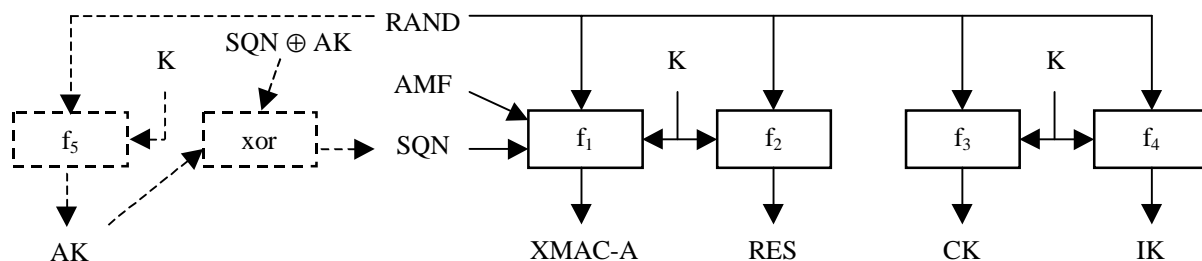 RAND
SQN ⊕ AK
K
K
K
AMF
f5
xor
SQN
f1
f2
f3
f4
AK
XMAC-A
RES
CK
IK